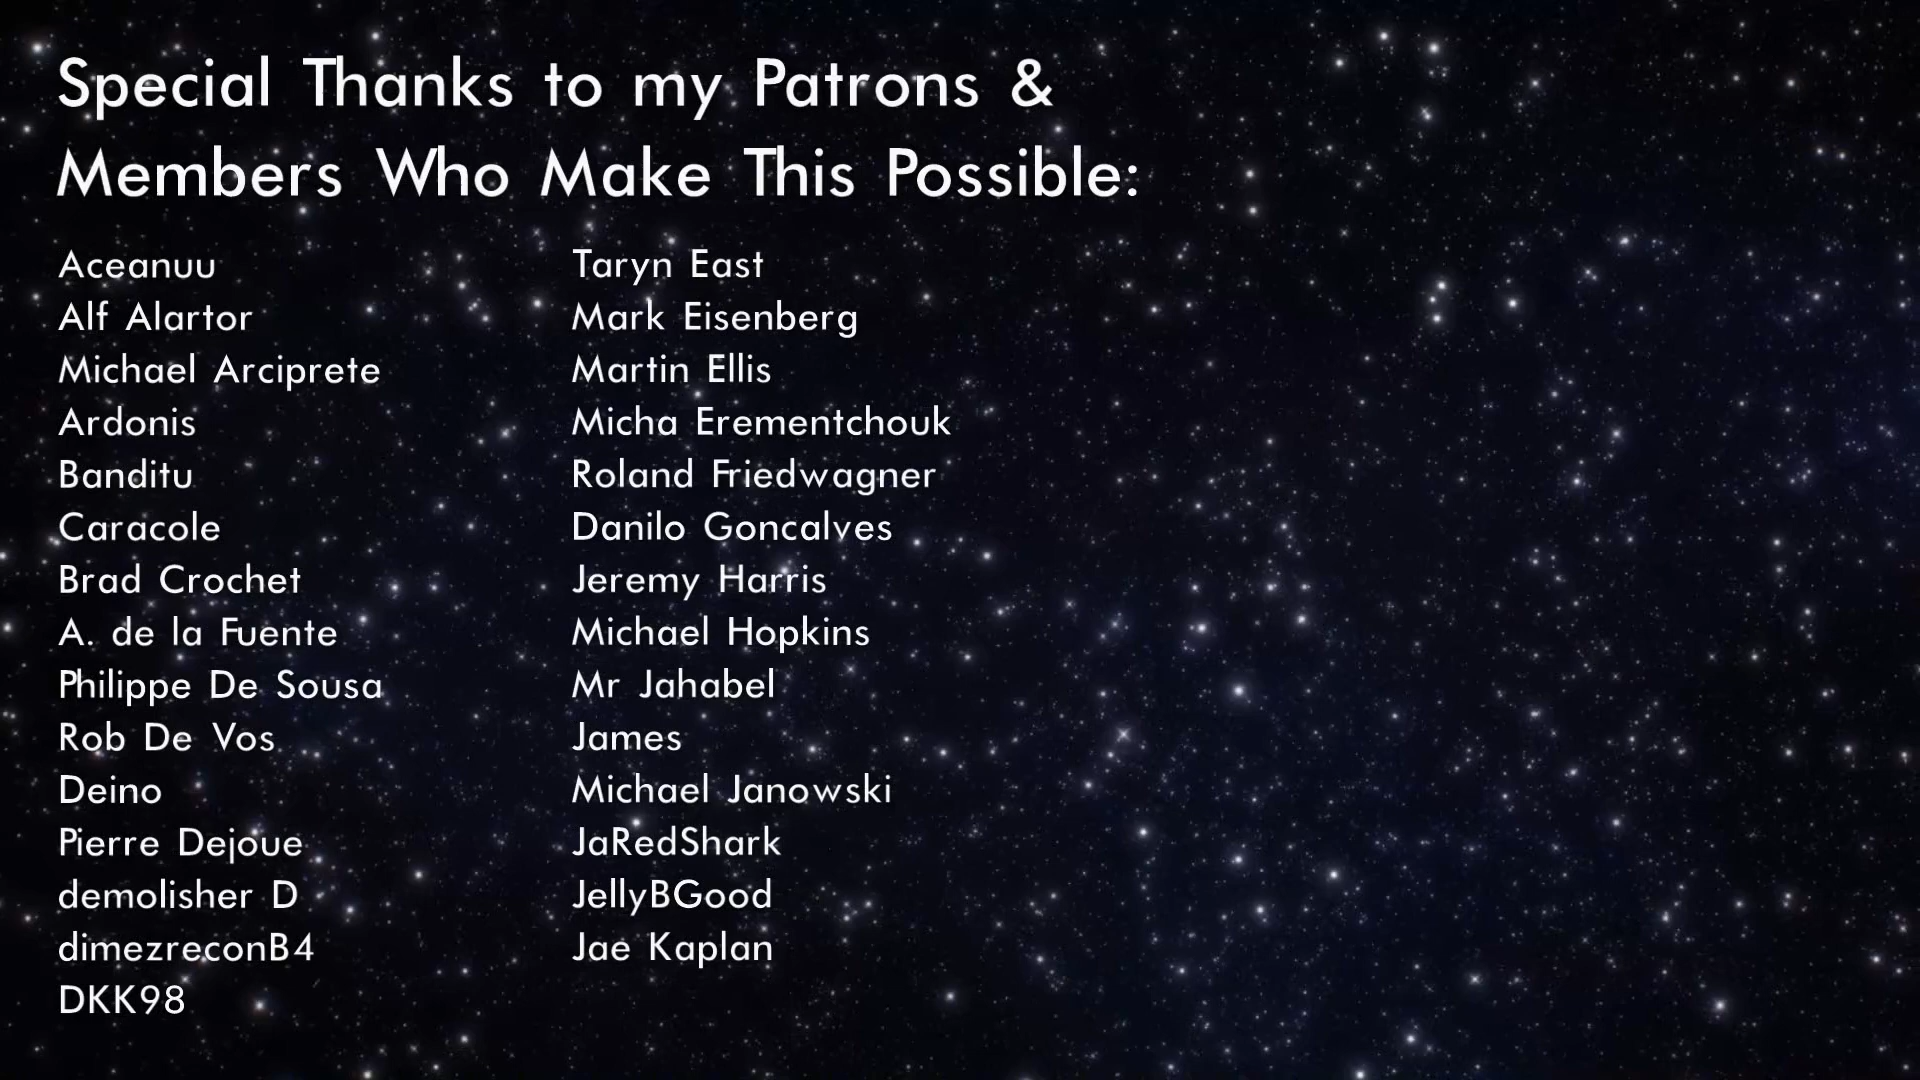 Special Thanks to my Patrons &
Members Who Make This Possible:
Aceanuu
Alf Alartor
Michael Arciprete
Ardonis
Banditu
Caracole
Brad Crochet
A. de la Fuente
Philippe De Sousa
Rob De Vos
Deino
Pierre Dejoue
demolisher D
dimezreconB4
DKK98
Taryn East
Mark Eisenberg
Martin Ellis
Micha Erementchouk
Roland Friedwagner
Danilo Goncalves
Jeremy Harris
Michael Hopkins
Mr Jahabel
James
Michael Janowski
JaRedShark
JellyBGood
Jae Kaplan